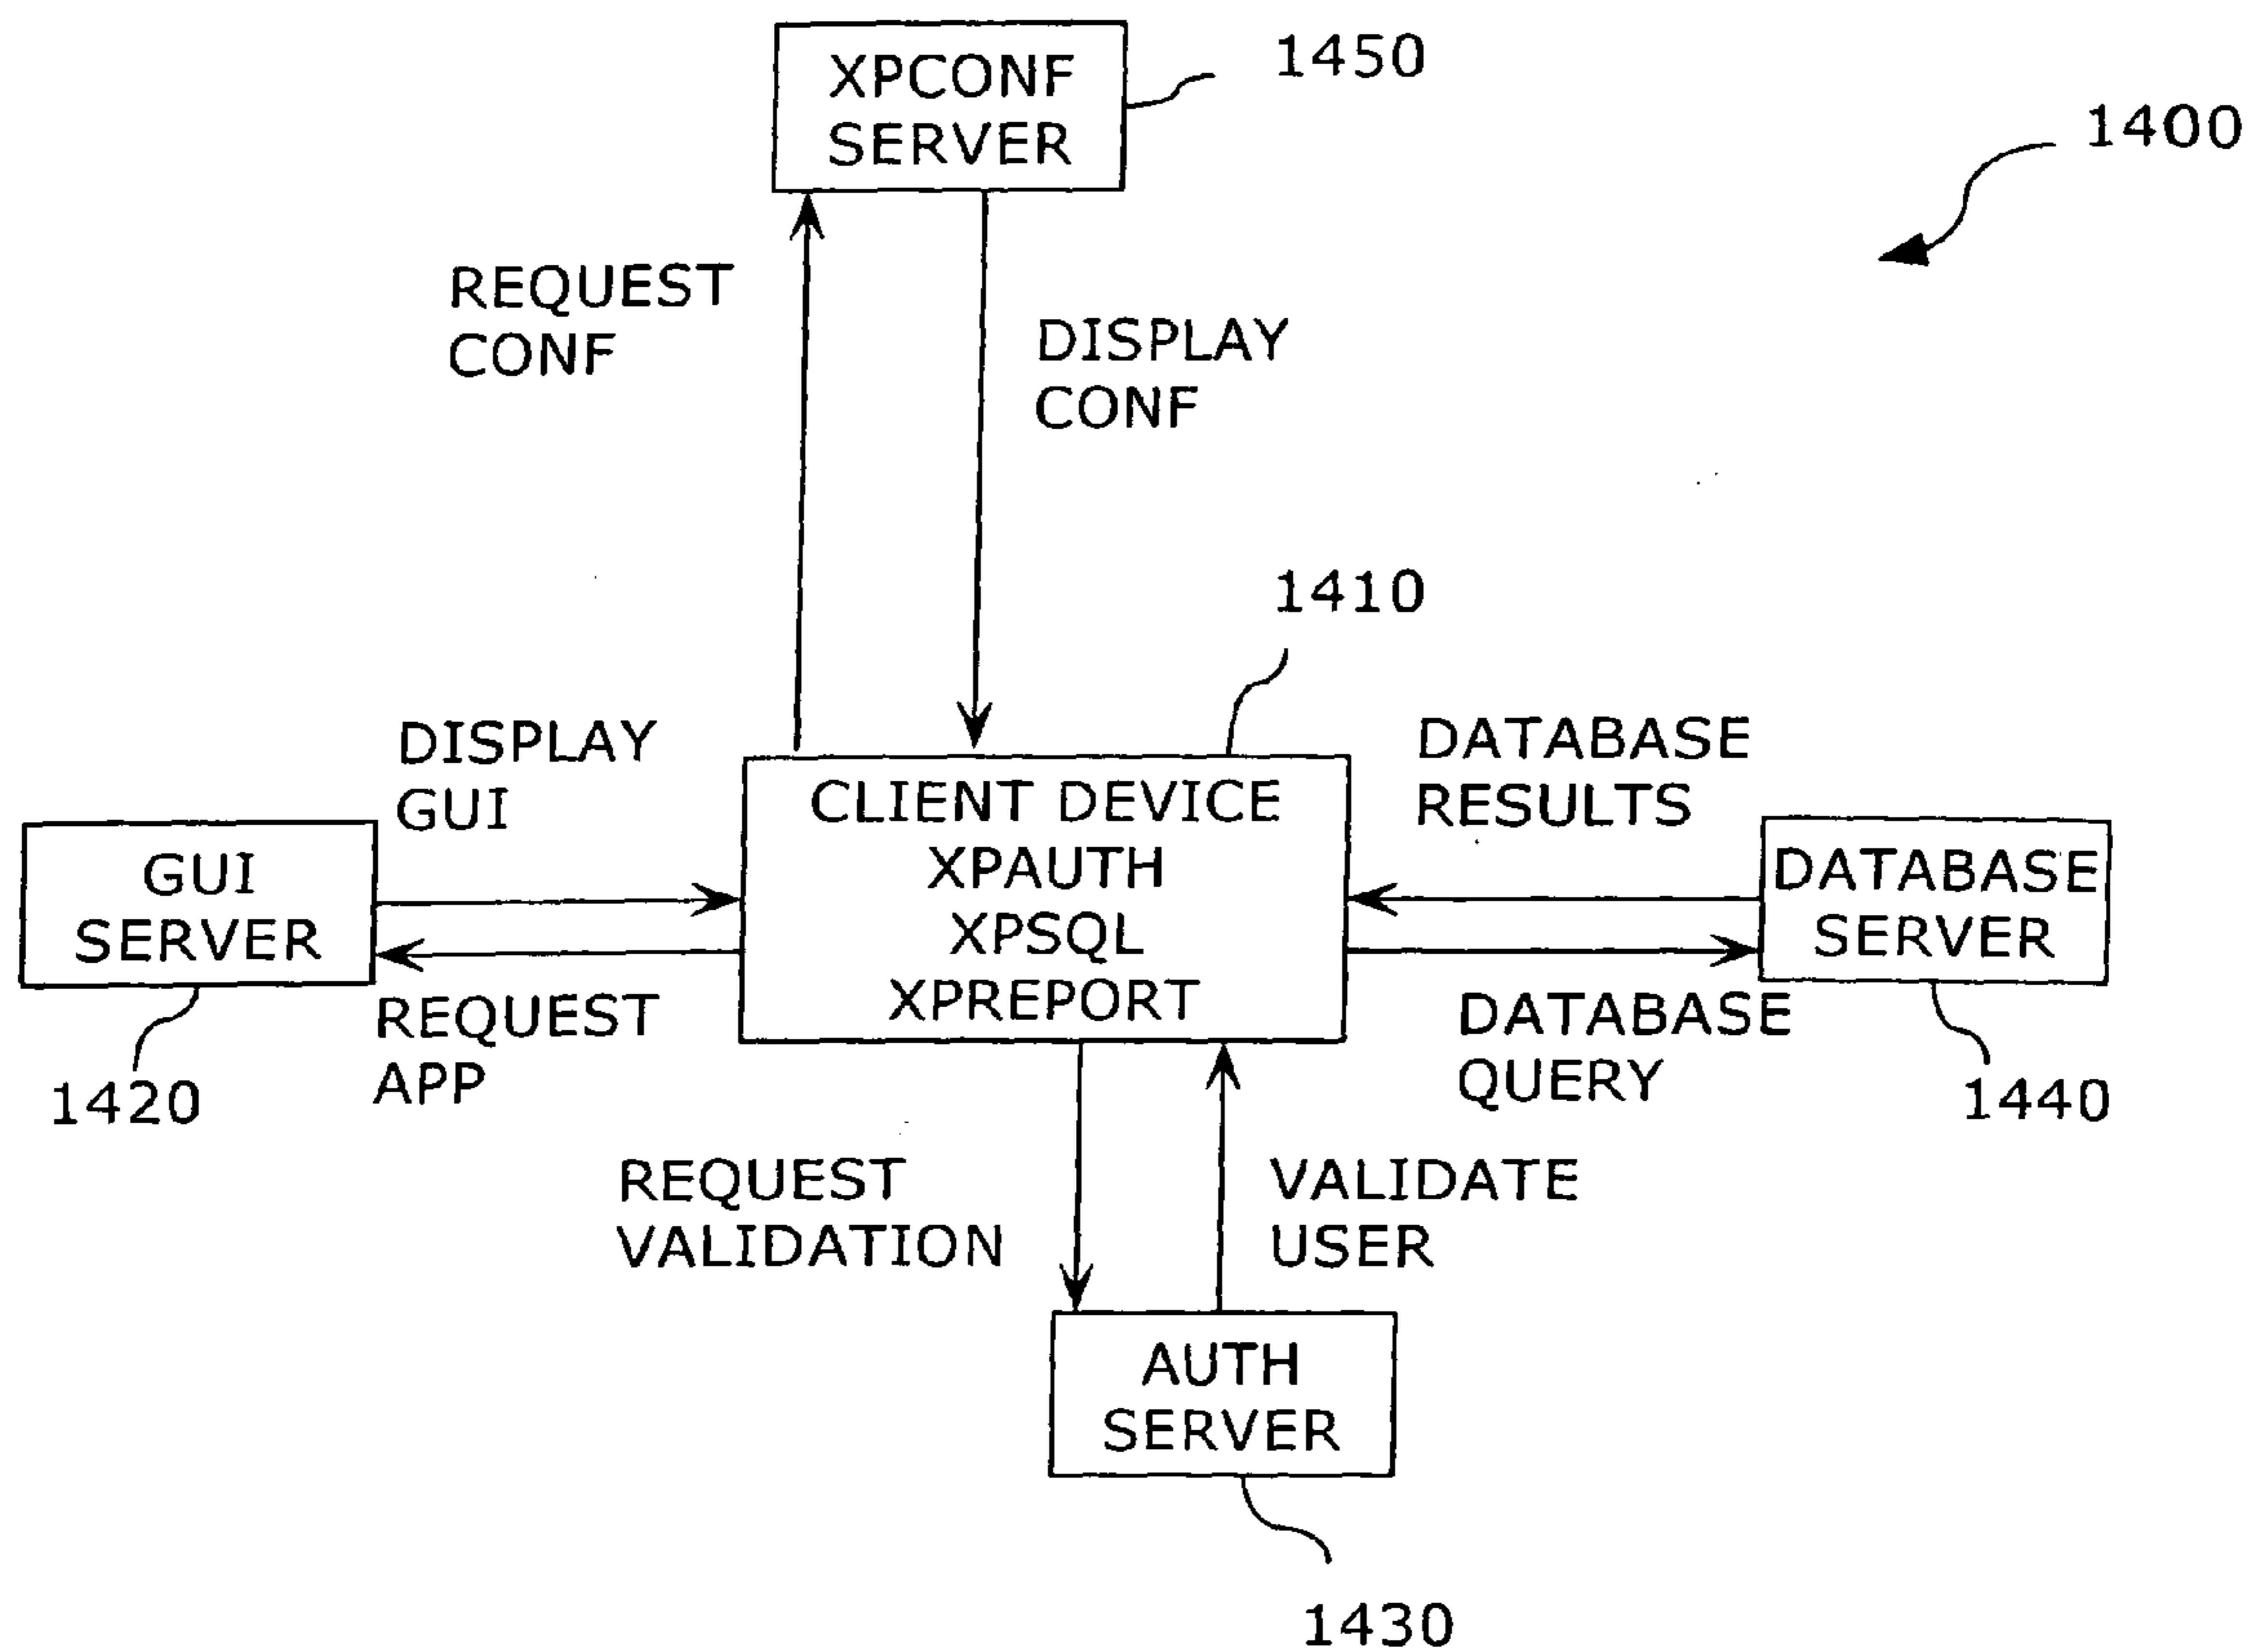 XPCONF
SERVER
1450
1400
REQUEST
CONF
DISPLAY
CONF
1410
DISPLAY
GUI
CLIENT DEVICE
XPAUTH
XPSQL
XPREPORT
DATABASE
RESULTS
GUI
SERVER
DATABASE
SERVER
REQUEST
APP
DATABASE
QUERY
1420
1440
REQUEST
VALIDATION
VALIDATE
USER
AUTH
SERVER
1430